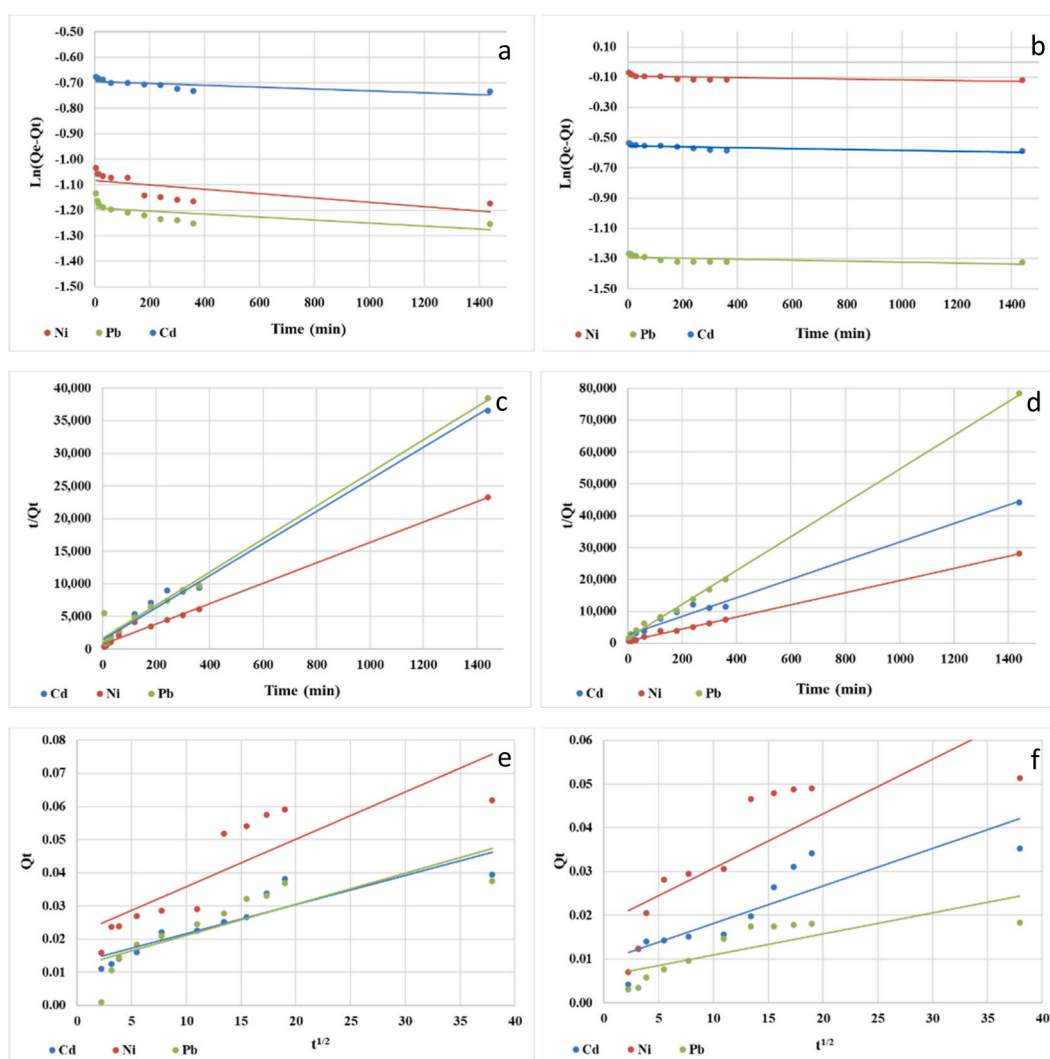 a
-0.50
-0.60
-0.70
-0.80
-0.90
-1.00
-1.10
-1.20
-1.30
-1.40
-1.50
Ln(Qe-Qt)
0 200 400 600 800 1000 1200 1400
Time (min)
Ni Pb Cd
b
0.10
-0.10
-0.30
-0.50
-0.70
-0.90
-1.10
-1.30
-1.50
Ln(Qe-Qt)
0 200 400 600 800 1000 1200 1400
Time (min)
Ni Pb Cd
c
40,000
35,000
30,000
25,000
20,000
15,000
10,000
5,000
0
t/Qt
0 200 400 600 800 1000 1200 1400
Time (min)
Cd Ni Pb
d
80,000
70,000
60,000
50,000
40,000
30,000
20,000
10,000
0
t/Qt
0 200 400 600 800 1000 1200 1400
Time (min)
Cd Ni Pb
e
0.08
0.07
0.06
0.05
0.04
0.03
0.02
0.01
0.00
Qt
0 5 10 15 20 25 30 35 40
t1/2
Cd Ni Pb
f
0.06
0.05
0.04
0.03
0.02
0.01
0.00
Qt
0 5 10 15 20 25 30 35 40
t1/2
Cd Ni Pb